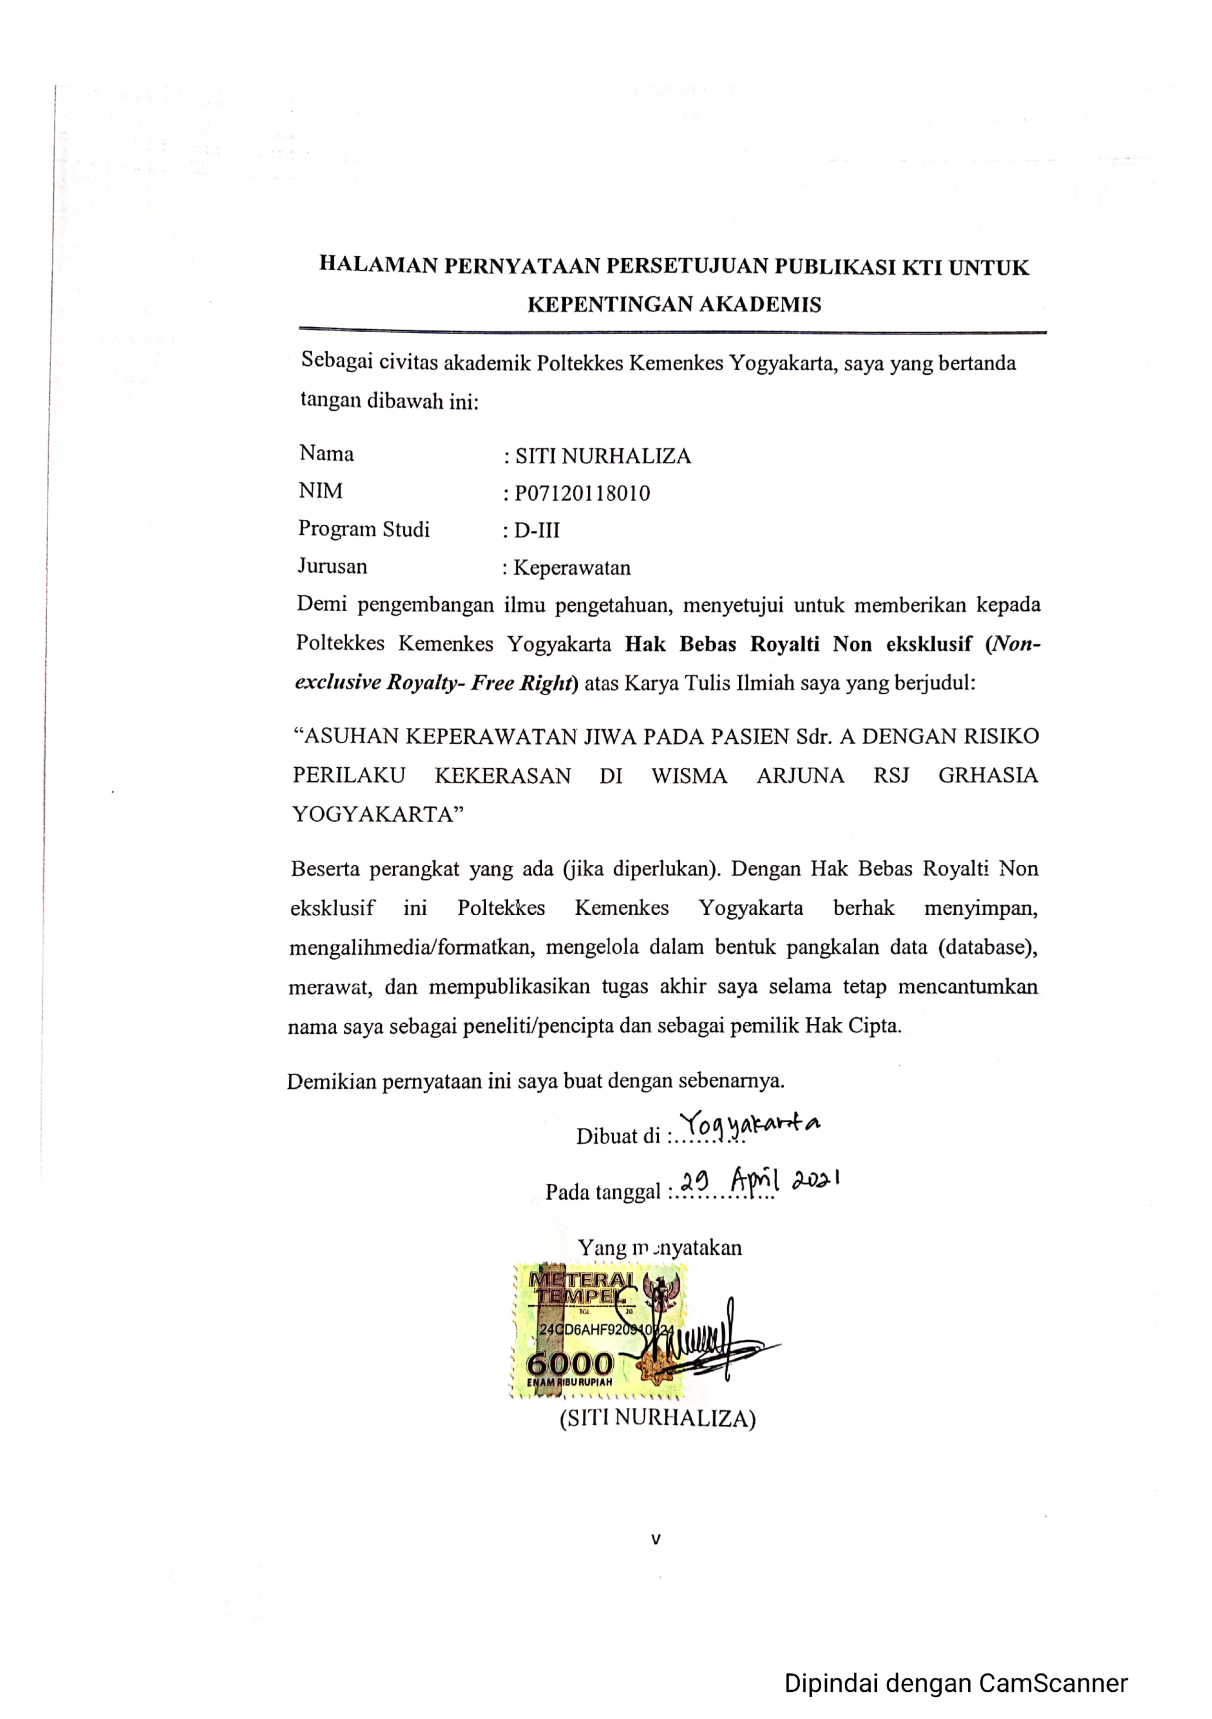 HALAMAN PERNYATAAN PERSETUJUAN PUBLIKASI KTI UNTUK
KEPENTINGAN AKADEMIS
Sebagai civitas akademik Poltekkes Kemenkes Yogyakarta, saya yang bertanda
tangan dibawah ini:
Nama : SITI NURHALIZA
NIM : P07120118010
Program Studi : D-III
Jurusan : Keperawatan
Demi pengembangan ilmu pengetahuan, menyetujui untuk memberikan kepada
Poltekkes Kemenkes Yogyakarta Hak Bebas Royalti Non eksklusif (Non-
exclusive Royalty- Free Right) atas Karya Tulis Ilmiah saya yang berjudul:
“ASUHAN KEPERAWATAN JIWA PADA PASIEN Sdr. A DENGAN RISIKO
PERILAKU KEKERASAN DI WISMA ARJUNA RSJ GRHASIA
YOGYAKARTA”
Beserta perangkat yang ada (jika diperlukan). Dengan Hak Bebas Royalti Non
eksklusif ini Poltekkes Kemenkes Yogyakarta berhak menyimpan,
mengalihmedia/formatkan, mengelola dalam bentuk pangkalan data (database),
merawat, dan mempublikasikan tugas akhir saya selama tetap mencantumkan
nama saya sebagai peneliti/pencipta dan sebagai pemilik Hak Cipta.
Demikian pernyataan ini saya buat dengan sebenarnya.
Dibuat di :.......... Yogyakarta
Pada tanggal :............. 29 April 2021
Yang menyatakan
METERAI
TEMPEL
TGL. 20
6000
ENAM RIBU RUPIAH
(SITI NURHALIZA)
v
Dipindai dengan CamScanner